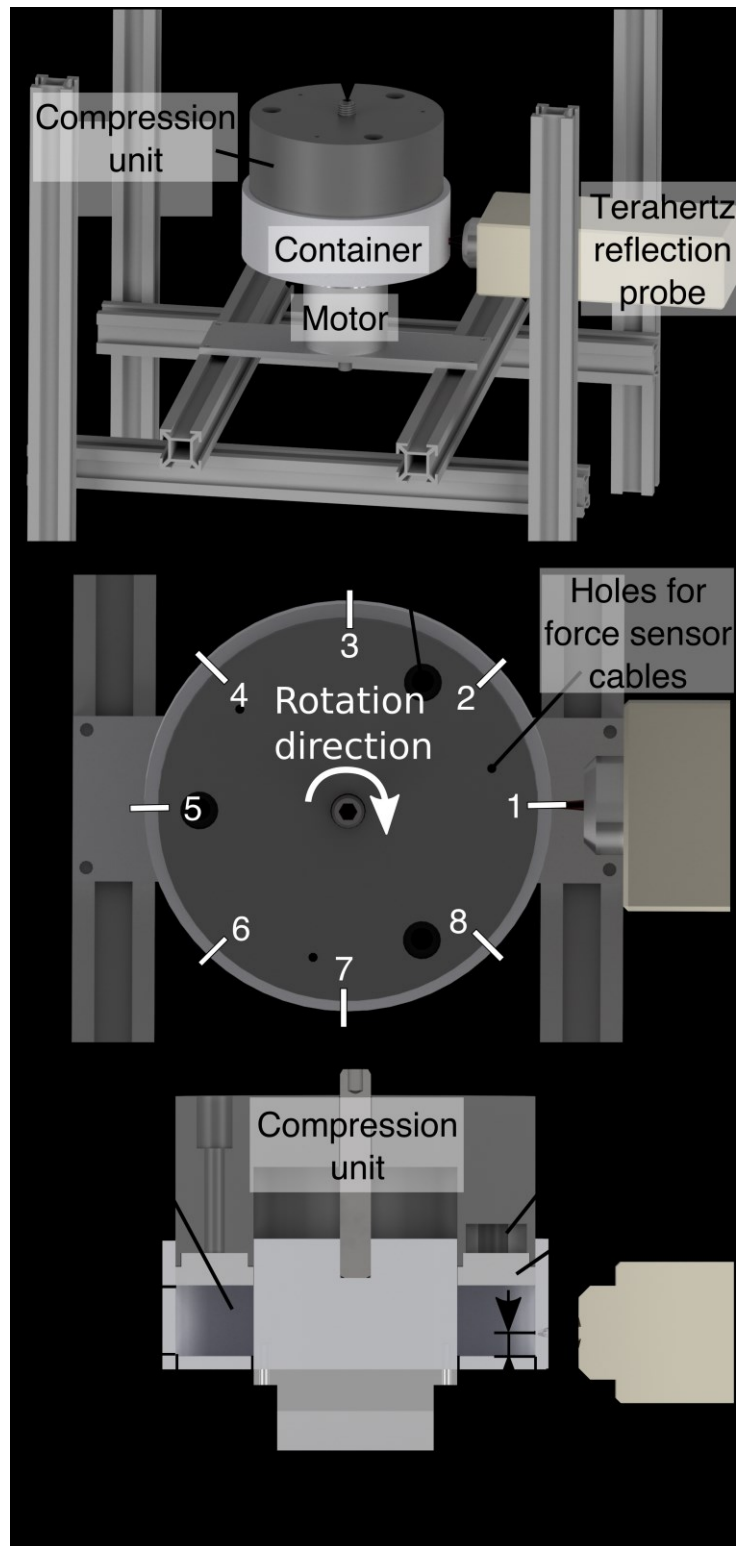 Compression
unit
Container
Motor
Terahertz
reflection
probe
Holes for
force sensor
cables
3
4
2
Rotation
direction
5
1
6
7
8
Compression
unit